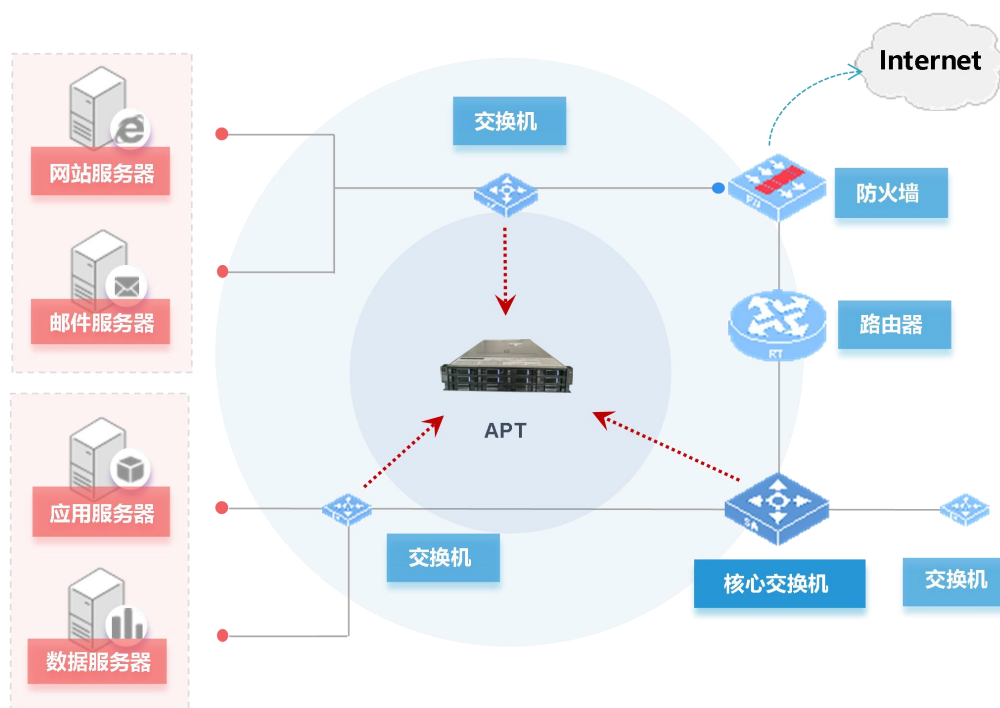 Internet
交换机
网站服务器
防火墙
邮件服务器
路由器
RT
APT
应用服务器
交换机
核心交换机
交换机
数据服务器